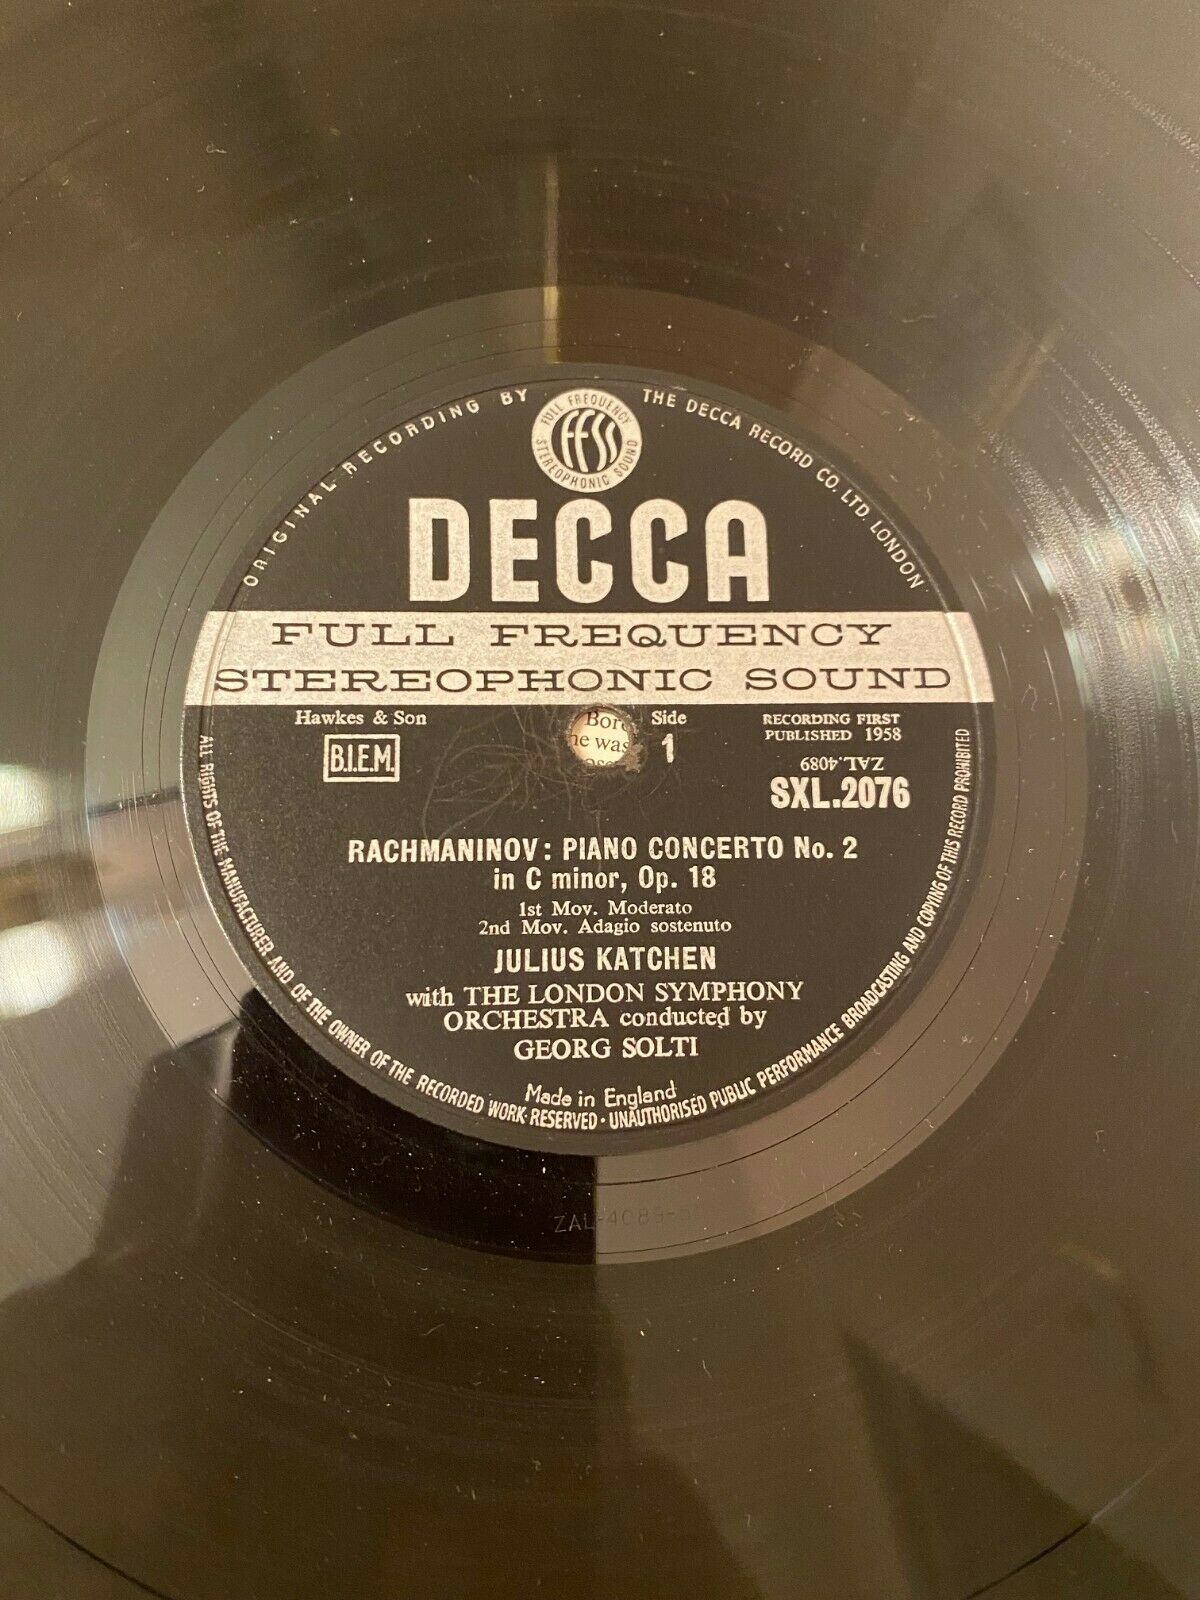 ORIGINAL RECORDING BY
THE DECCA RECORD CO. LTD. LONDON
FULL FREQUENCY
FFSS
STEREOPHONIC SOUND
DECCA
FULL FREQUENCY
STEREOPHONIC SOUND
Hawkes & Son
B.I.E.M.
he was
Side
1
RECORDING FIRST
PUBLISHED 1958
ZAL.4089
SXL.2076
RACHMANINOV: PIANO CONCERTO No. 2
in C minor, Op. 18
1st Mov. Moderato
2nd Mov. Adagio sostenuto
JULIUS KATCHEN
with THE LONDON SYMPHONY
ORCHESTRA conducted by
GEORG SOLTI
Made in England
ALL RIGHTS OF THE MANUFACTURER AND OF THE OWNER OF THE RECORDED WORK RESERVED · UNAUTHORISED PUBLIC PERFORMANCE BROADCASTING AND COPYING OF THIS RECORD PROHIBITED